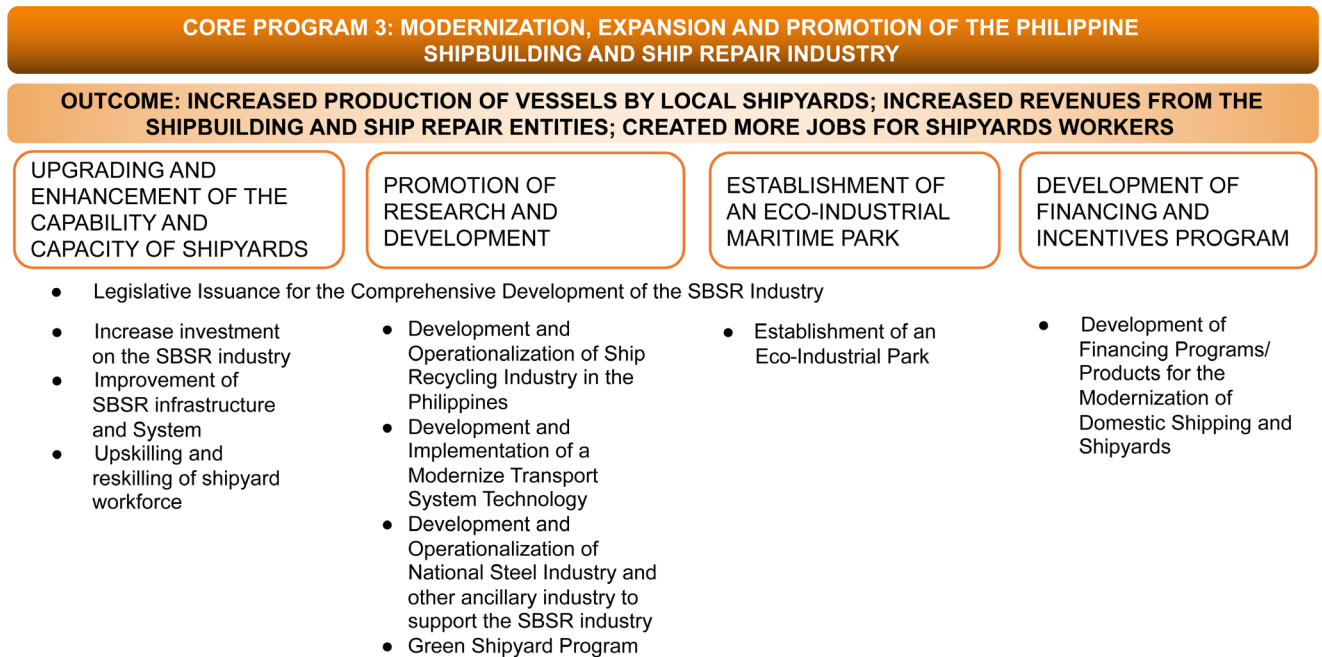 CORE PROGRAM 3: MODERNIZATION, EXPANSION AND PROMOTION OF THE PHILIPPINE
SHIPBUILDING AND SHIP REPAIR INDUSTRY
OUTCOME: INCREASED PRODUCTION OF VESSELS BY LOCAL SHIPYARDS; INCREASED REVENUES FROM THE
SHIPBUILDING AND SHIP REPAIR ENTITIES; CREATED MORE JOBS FOR SHIPYARDS WORKERS
UPGRADING AND
ENHANCEMENT OF THE
CAPABILITY AND
CAPACITY OF SHIPYARDS
PROMOTION OF
RESEARCH AND
DEVELOPMENT
ESTABLISHMENT OF
AN ECO-INDUSTRIAL
MARITIME PARK
DEVELOPMENT OF
FINANCING AND
INCENTIVES PROGRAM
● Legislative Issuance for the Comprehensive Development of the SBSR Industry
● Increase investment
on the SBSR industry
● Improvement of
SBSR infrastructure
and System
● Upskilling and
reskilling of shipyard
workforce
● Development and
Operationalization of Ship
Recycling Industry in the
Philippines
● Development and
Implementation of a
Modernize Transport
System Technology
● Development and
Operationalization of
National Steel Industry and
other ancillary industry to
support the SBSR industry
● Green Shipyard Program
● Establishment of an
Eco-Industrial Park
● Development of
Financing Programs/
Products for the
Modernization of
Domestic Shipping and
Shipyards